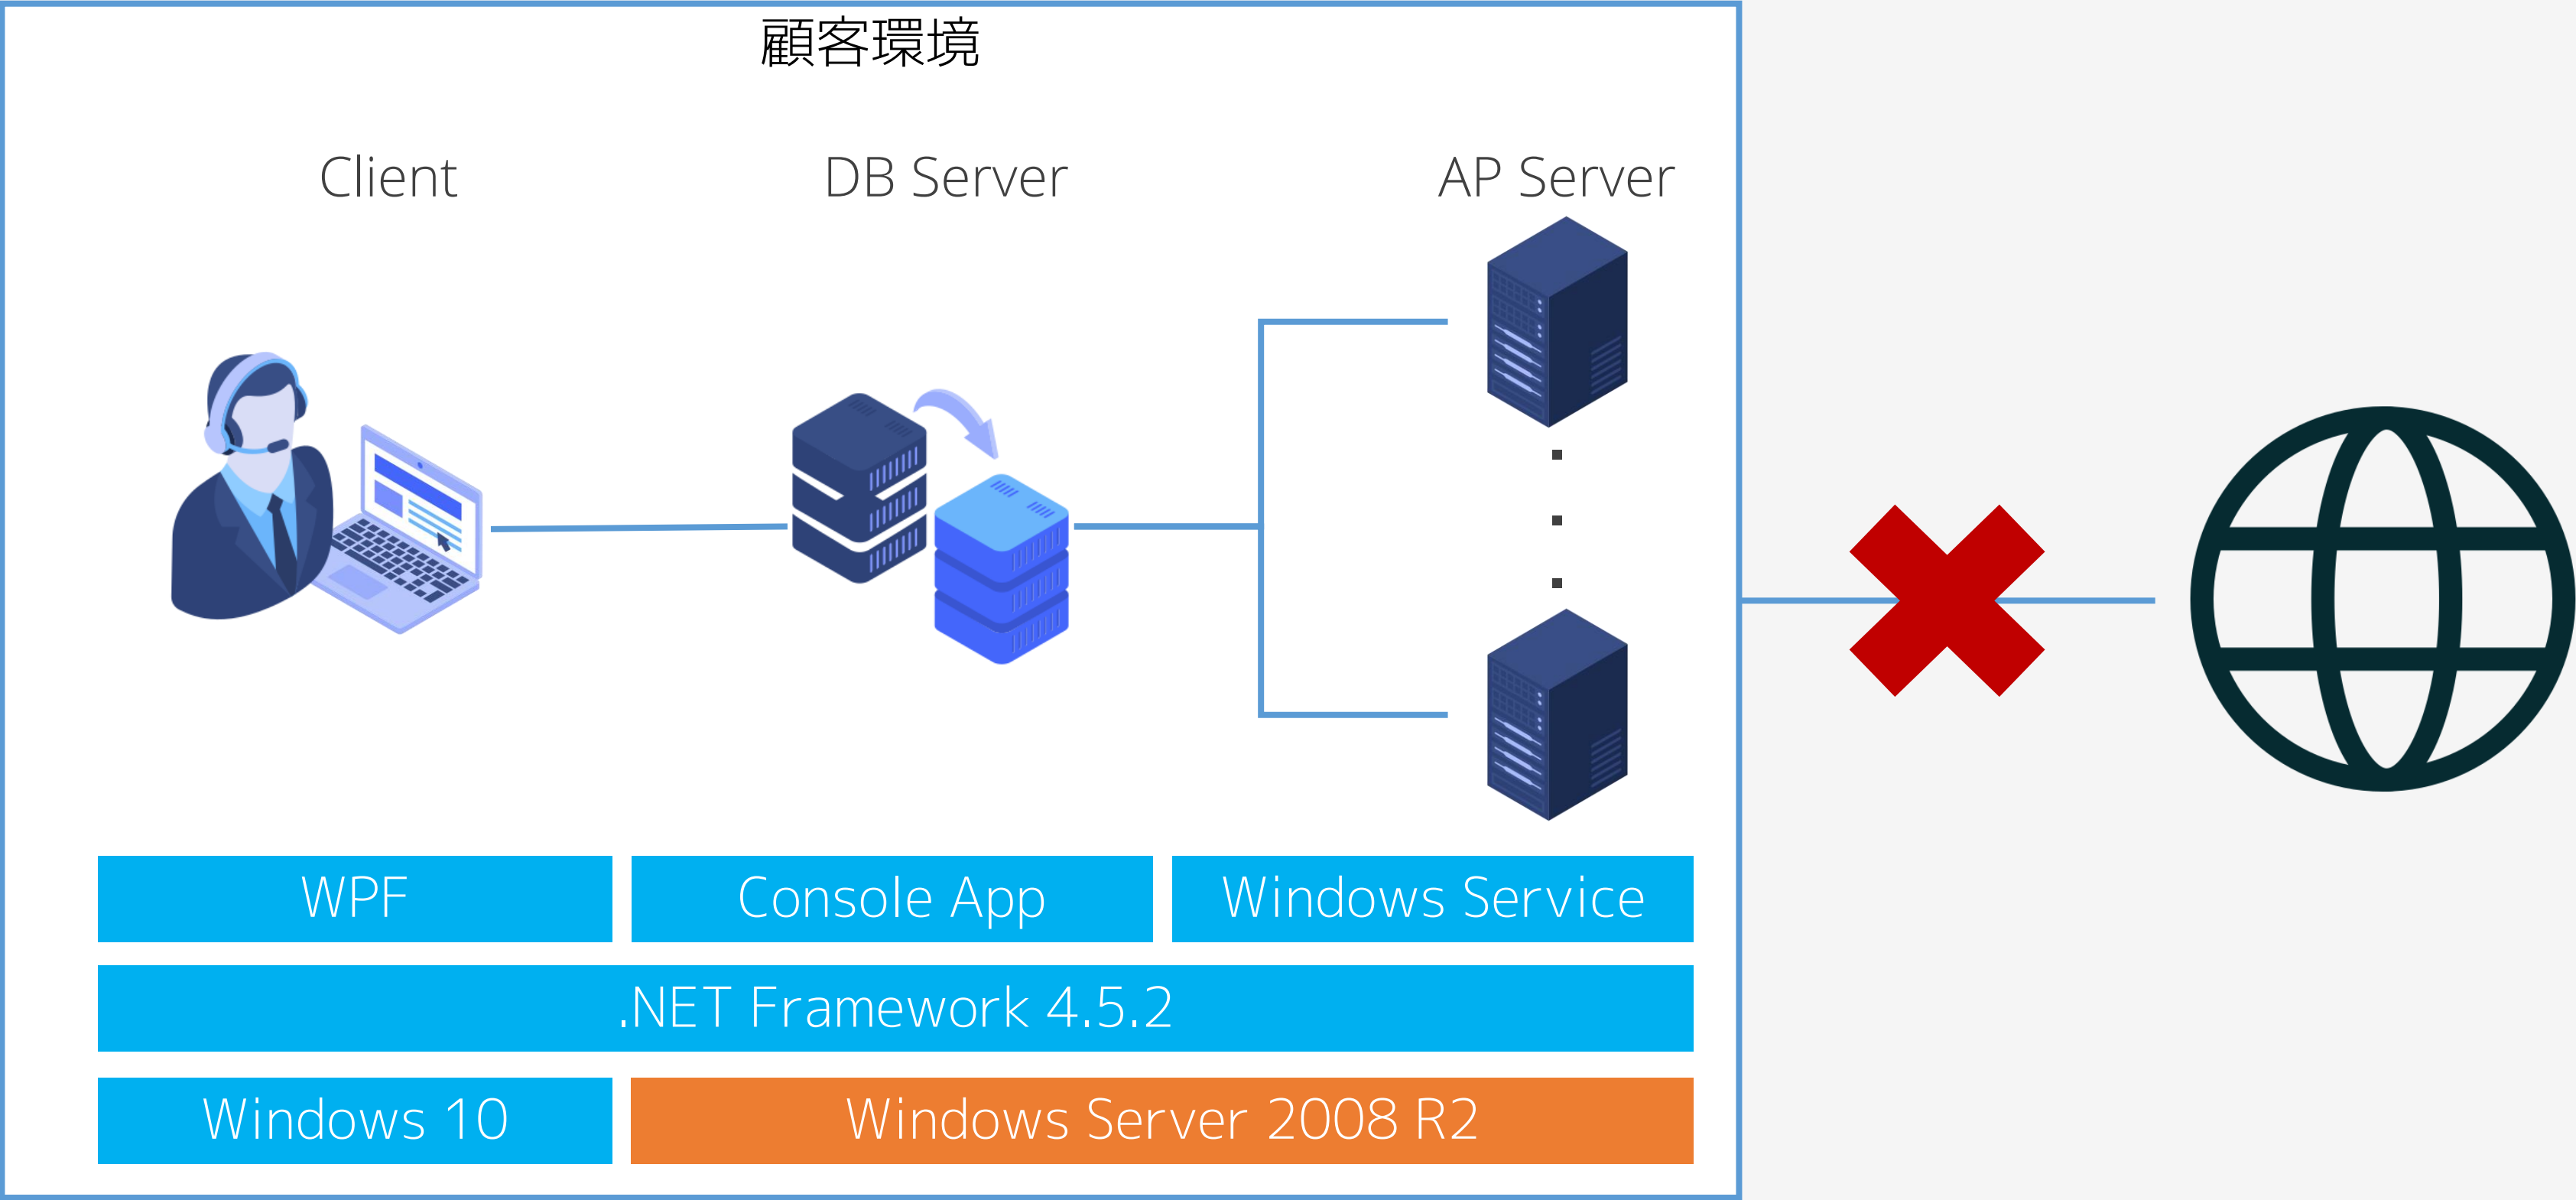 顧客環境
Client
DB Server
AP Server
WPF
Console App
Windows Service
.NET Framework 4.5.2
Windows 10
Windows Server 2008 R2